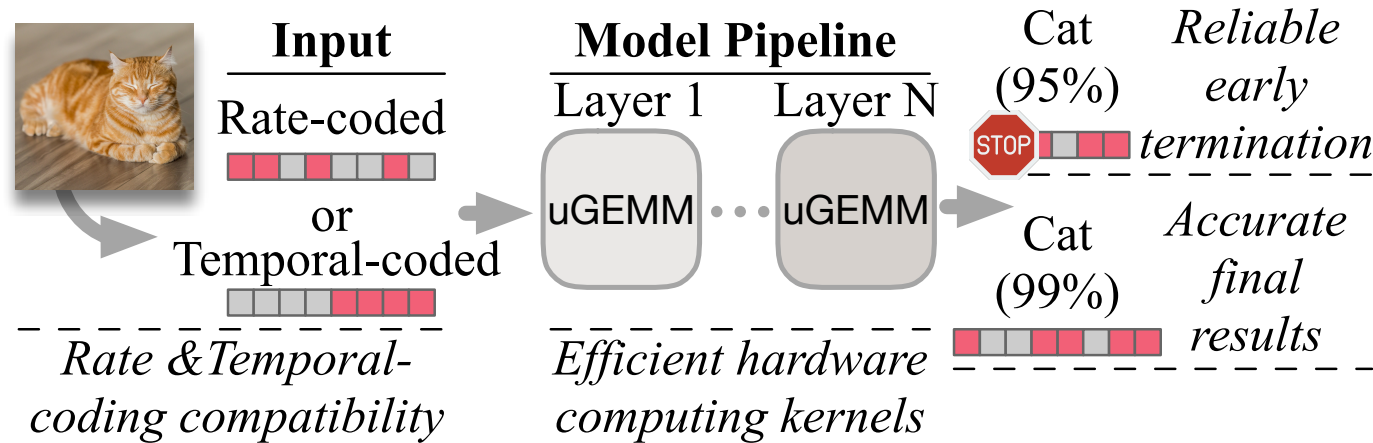 Input
Rate-coded
or
Temporal-coded
Rate &Temporal-
coding compatibility
Model Pipeline
Layer 1
Layer N
uGEMM
uGEMM
Efficient hardware
computing kernels
Cat
(95%)
STOP
Reliable
early
termination
Cat
(99%)
Accurate
final
results